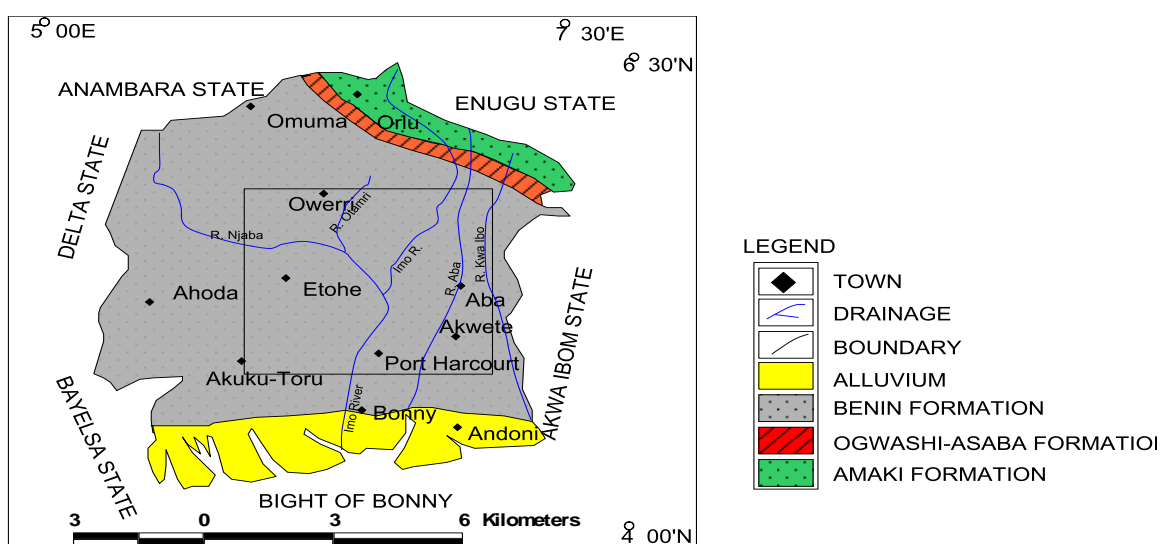 5 00E
7 30'E
6 30'N
ANAMBARA STATE
ENUGU STATE
Omuma
Orlu
DELTA STATE
Owerri
R. Otamri
R. Njaba
Imo R.
R. Aba
R. Kwa Ibo
Ahoda
Etohe
Aba
Akwete
Port Harcourt
Akuku-Toru
AKWA IBOM STATE
BAYELSA STATE
Imo River
Bonny
Andoni
BIGHT OF BONNY
3 0 3 6 Kilometers
4 00'N
LEGEND
TOWN
DRAINAGE
BOUNDARY
ALLUVIUM
BENIN FORMATION
OGWASHI-ASABA FORMATIOI
AMAKI FORMATION